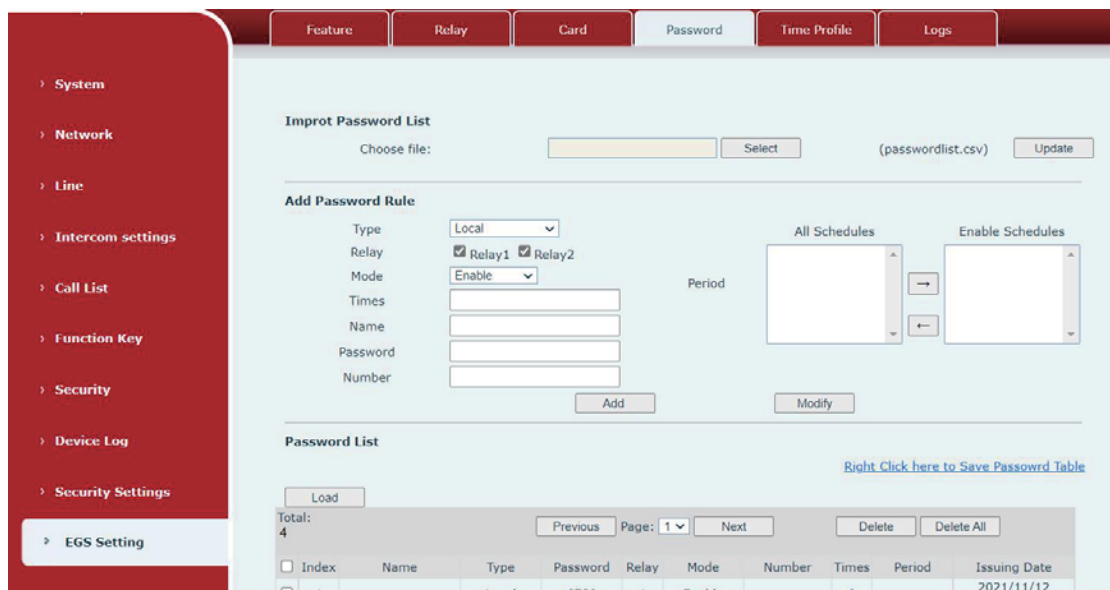 Feature Relay Card Password Time Profile Logs
System
Network
Line
Intercom settings
Call List
Function Key
Security
Device Log
Security Settings
EGS Setting
Improt Password List
Choose file: Select (passwordlist.csv) Update
Add Password Rule
Type Local
Relay Relay1 Relay2
Mode Enable
Times
Name
Password
Number
Period
All Schedules Enable Schedules
→
←
Add Modify
Password List
Right Click here to Save Passowrd Table
Load
Total:
4
Previous Page: 1 Next Delete Delete All
Index Name Type Password Relay Mode Number Times Period Issuing Date
2021/11/12